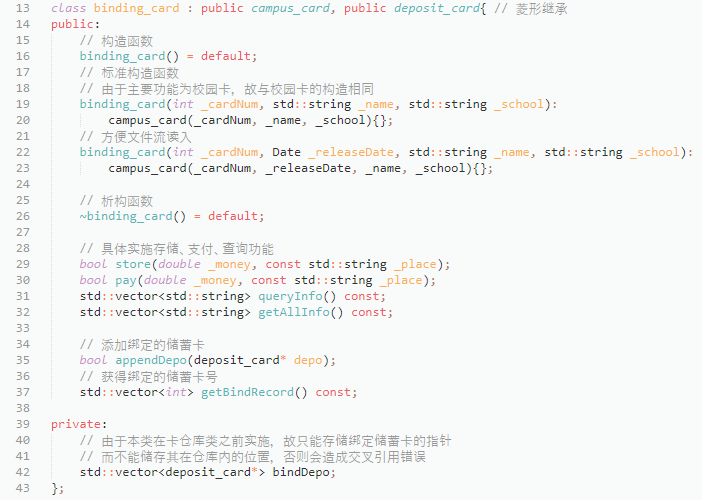 13 class binding_card : public campus_card, public deposit_card{ // 菱形继承
14 public:
15 // 构造函数
16 binding_card() = default;
17 // 标准构造函数
18 // 由于主要功能为校园卡, 故与校园卡的构造相同
19 binding_card(int _cardNum, std::string _name, std::string _school):
20 campus_card(_cardNum, _name, _school){};
21 // 方便文件流读入
22 binding_card(int _cardNum, Date _releaseDate, std::string _name, std::string _school):
23 campus_card(_cardNum, _releaseDate, _name, _school){};
24
25 // 析构函数
26 ~binding_card() = default;
27
28 // 具体实施存储、支付、查询功能
29 bool store(double _money, const std::string _place);
30 bool pay(double _money, const std::string _place);
31 std::vector<std::string> queryInfo() const;
32 std::vector<std::string> getAllInfo() const;
33
34 // 添加绑定的储蓄卡
35 bool appendDepo(deposit_card* depo);
36 // 获得绑定的储蓄卡号
37 std::vector<int> getBindRecord() const;
38
39 private:
40 // 由于本类在卡仓库类之前实施, 故只能存储绑定储蓄卡的指针
41 // 而不能储存其在仓库内的位置, 否则会造成交叉引用错误
42 std::vector<deposit_card*> bindDepo;
43 };